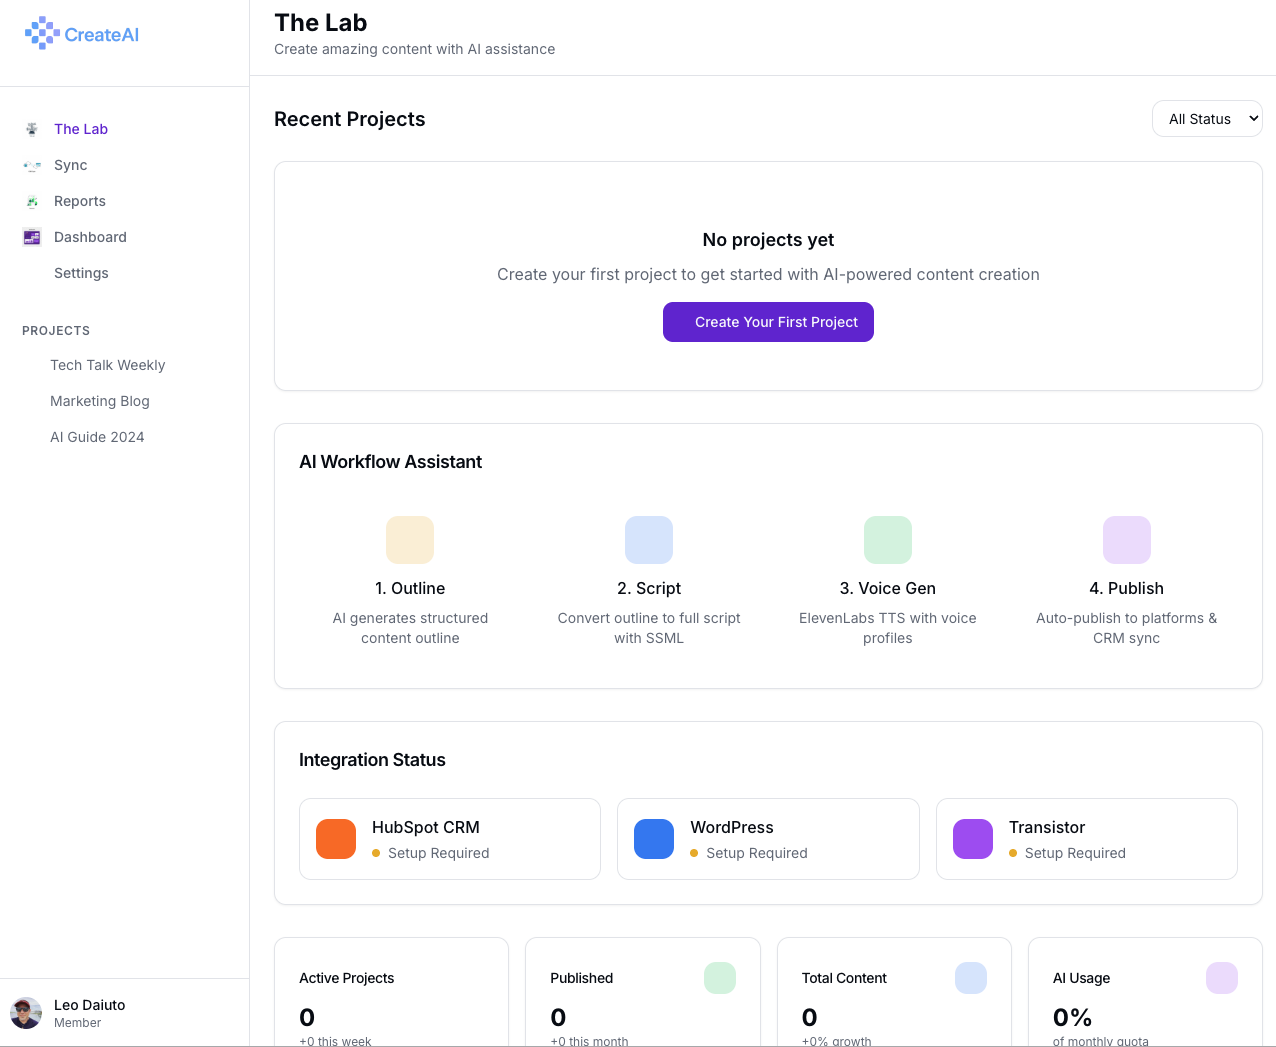 CreateAI
The Lab
Sync
Reports
Dashboard
Settings
PROJECTS
Tech Talk Weekly
Marketing Blog
AI Guide 2024
Leo Daiuto
Member
The Lab
Create amazing content with AI assistance
Recent Projects
All Status
No projects yet
Create your first project to get started with AI-powered content creation
Create Your First Project
AI Workflow Assistant
1. Outline
AI generates structured
content outline
2. Script
Convert outline to full script
with SSML
3. Voice Gen
ElevenLabs TTS with voice
profiles
4. Publish
Auto-publish to platforms &
CRM sync
Integration Status
HubSpot CRM
Setup Required
WordPress
Setup Required
Transistor
Setup Required
Active Projects
0
+0 this week
Published
0
+0 this month
Total Content
0
+0% growth
AI Usage
0%
of monthly quota